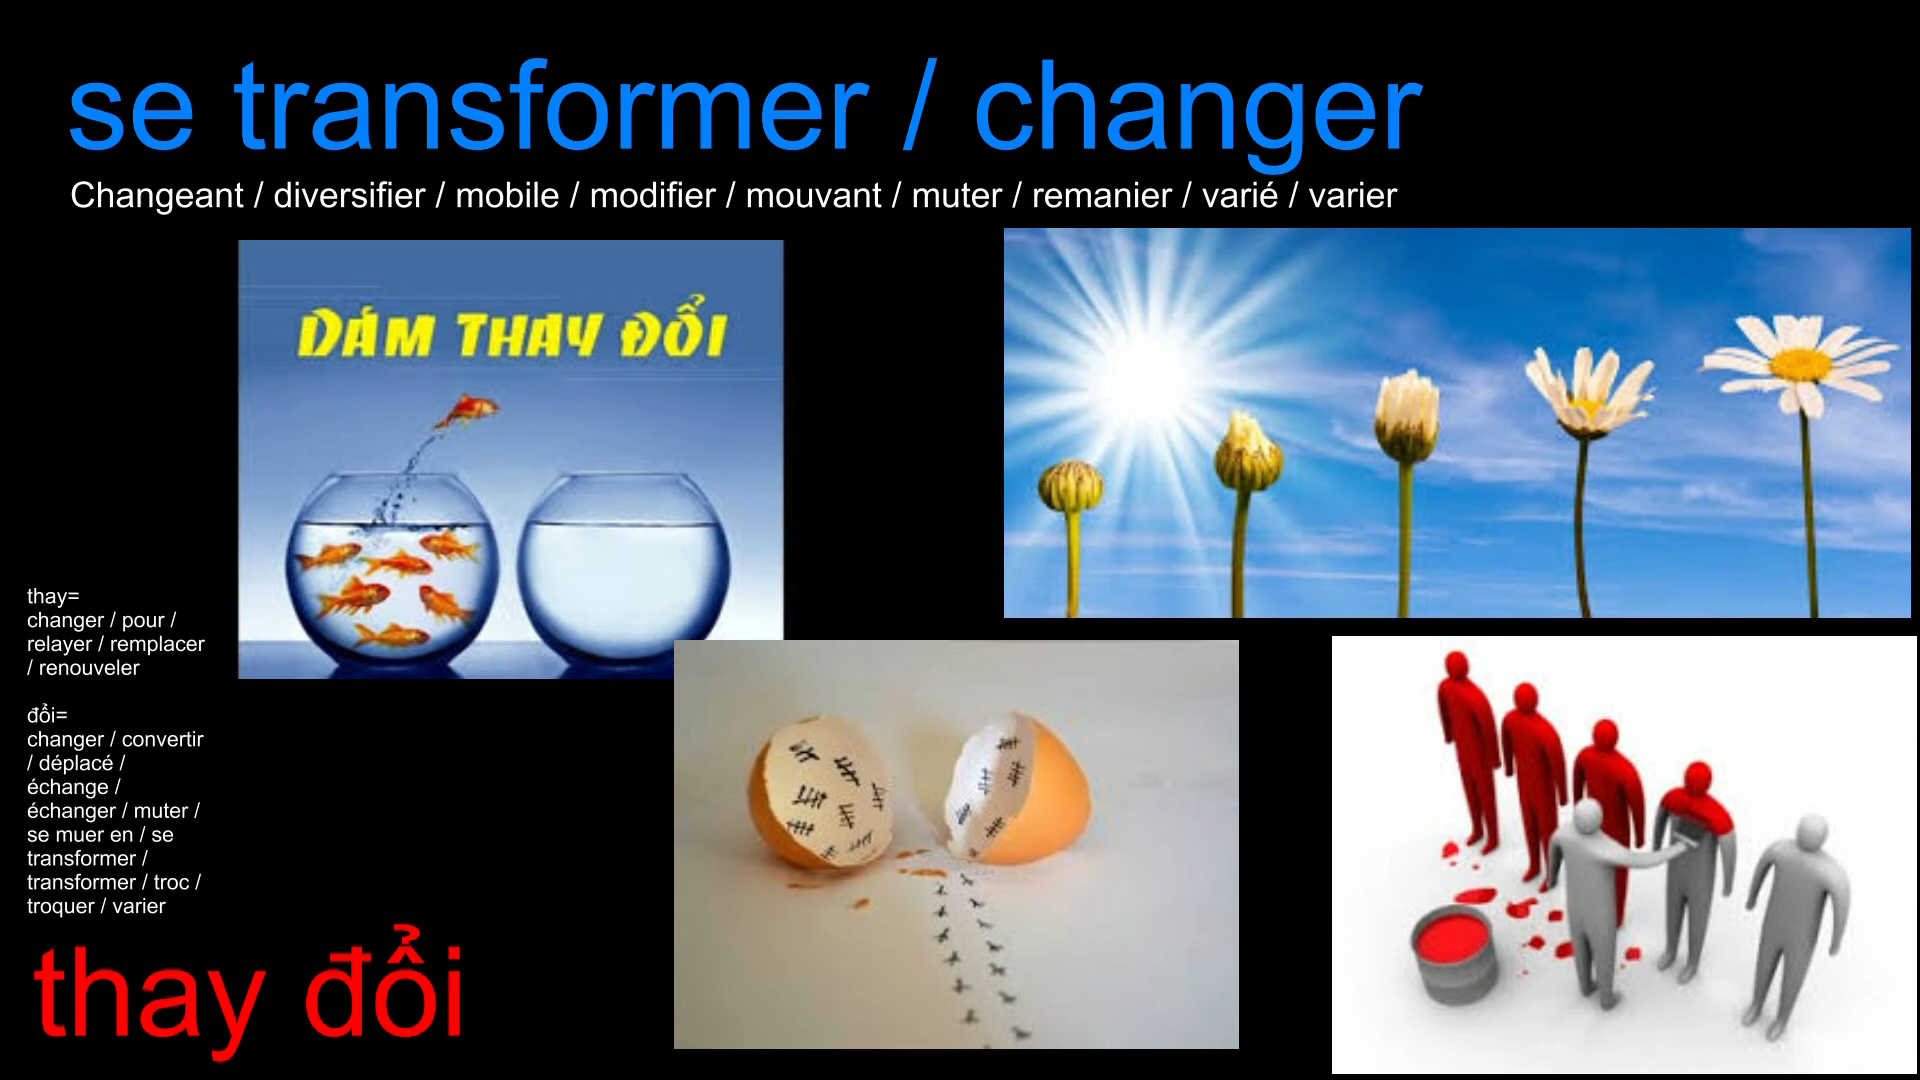 se transformer / changer
Changeant / diversifier / mobile / modifier / mouvant / muter / remanier / varié / varier
DÁM THAY ĐỔI
thay=
changer / pour /
relayer / remplacer
/ renouveler
đổi=
changer / convertir
/ déplacé /
échange /
échanger / muter /
se muer en / se
transformer /
transformer / troc /
troquer / varier
thay đổi